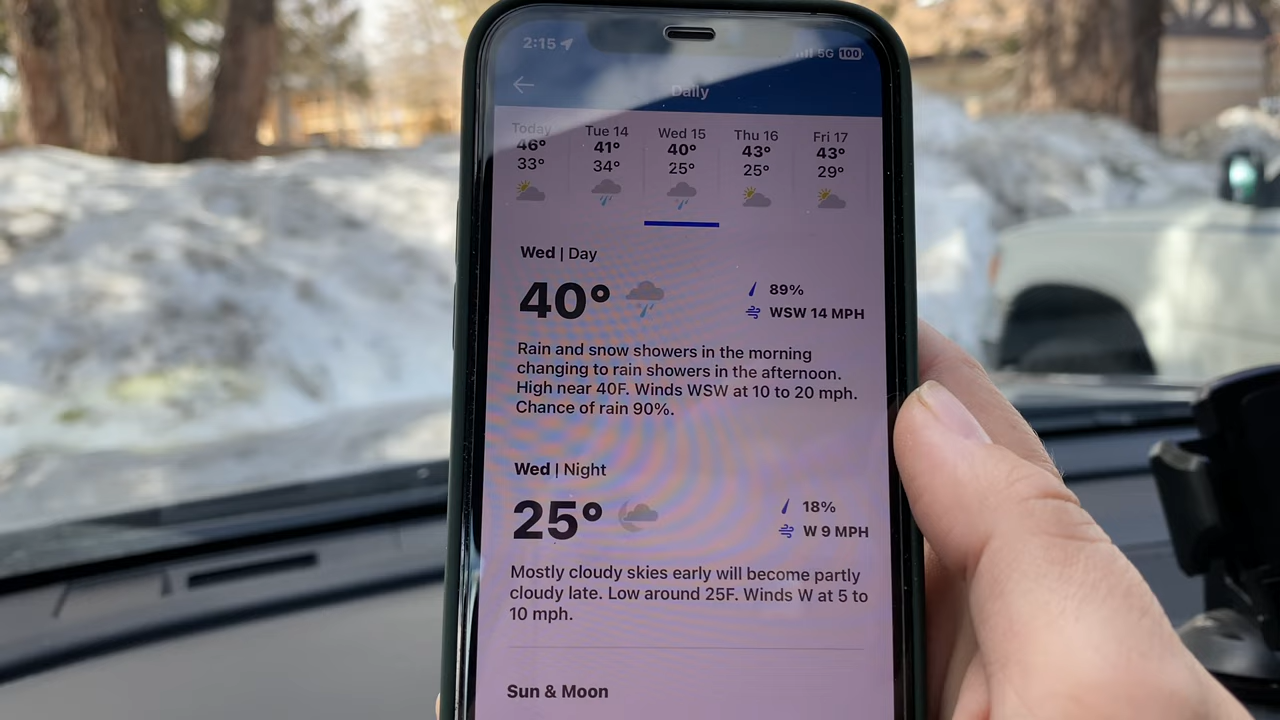 2:15 5G 100
Daily
Today Tue 14 Wed 15 Thu 16 Fri 17
46° 41° 40° 43° 43°
33° 34° 25° 25° 29°
Wed | Day
40° 89%
WSW 14 MPH
Rain and snow showers in the morning
changing to rain showers in the afternoon.
High near 40F. Winds WSW at 10 to 20 mph.
Chance of rain 90%.
Wed | Night
25° 18%
W 9 MPH
Mostly cloudy skies early will become partly
cloudy late. Low around 25F. Winds W at 5 to
10 mph.
Sun & Moon